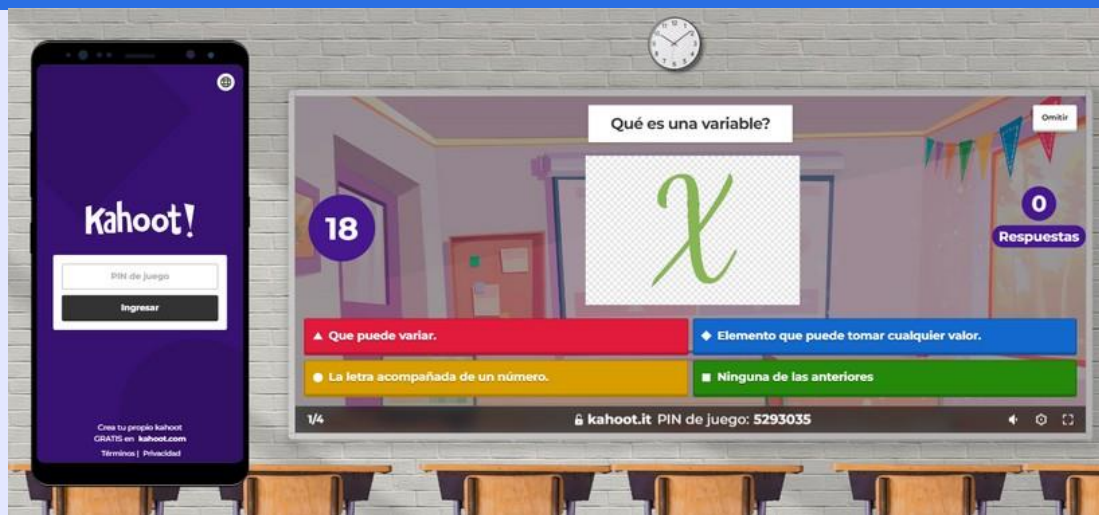 Kahoot!
PIN de juego
Ingresar
Crea tu propio kahoot
GRATIS en kahoot.com
Términos | Privacidad
Qué es una variable?
Omitir
18
0
Respuestas
Que puede variar.
Elemento que puede tomar cualquier valor.
La letra acompañada de un número.
Ninguna de las anteriores
1/4
kahoot.it PIN de juego: 5293035